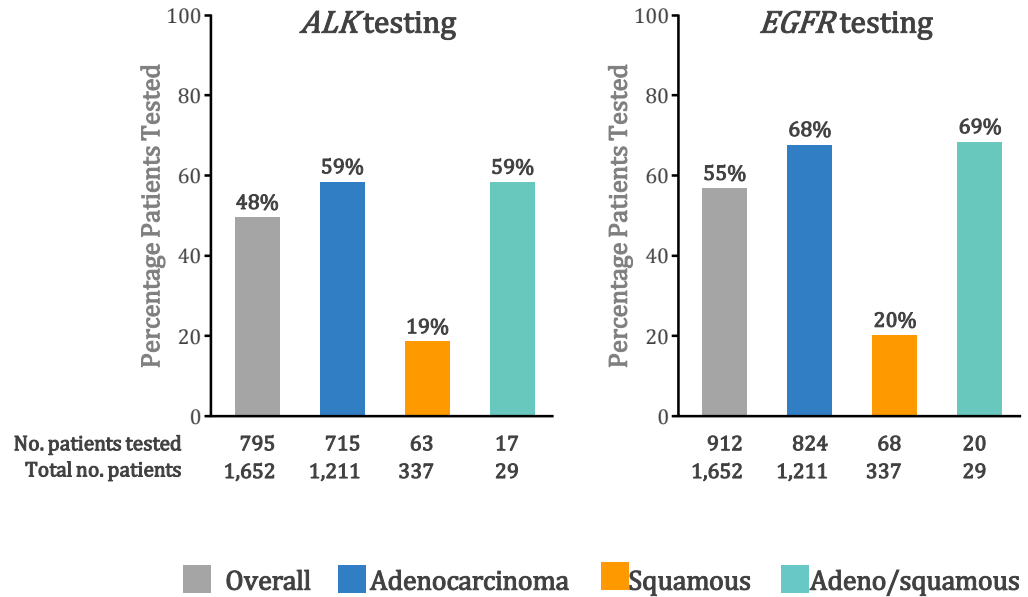 ALK testing
Percentage Patients Tested
100
80
60
40
20
0
48%
59%
19%
59%
EGFR testing
Percentage Patients Tested
100
80
60
40
20
0
55%
68%
20%
69%
No. patients tested 795 715 63 17 912 824 68 20
Total no. patients 1,652 1,211 337 29 1,652 1,211 337 29
Overall Adenocarcinoma Squamous Adeno/squamous